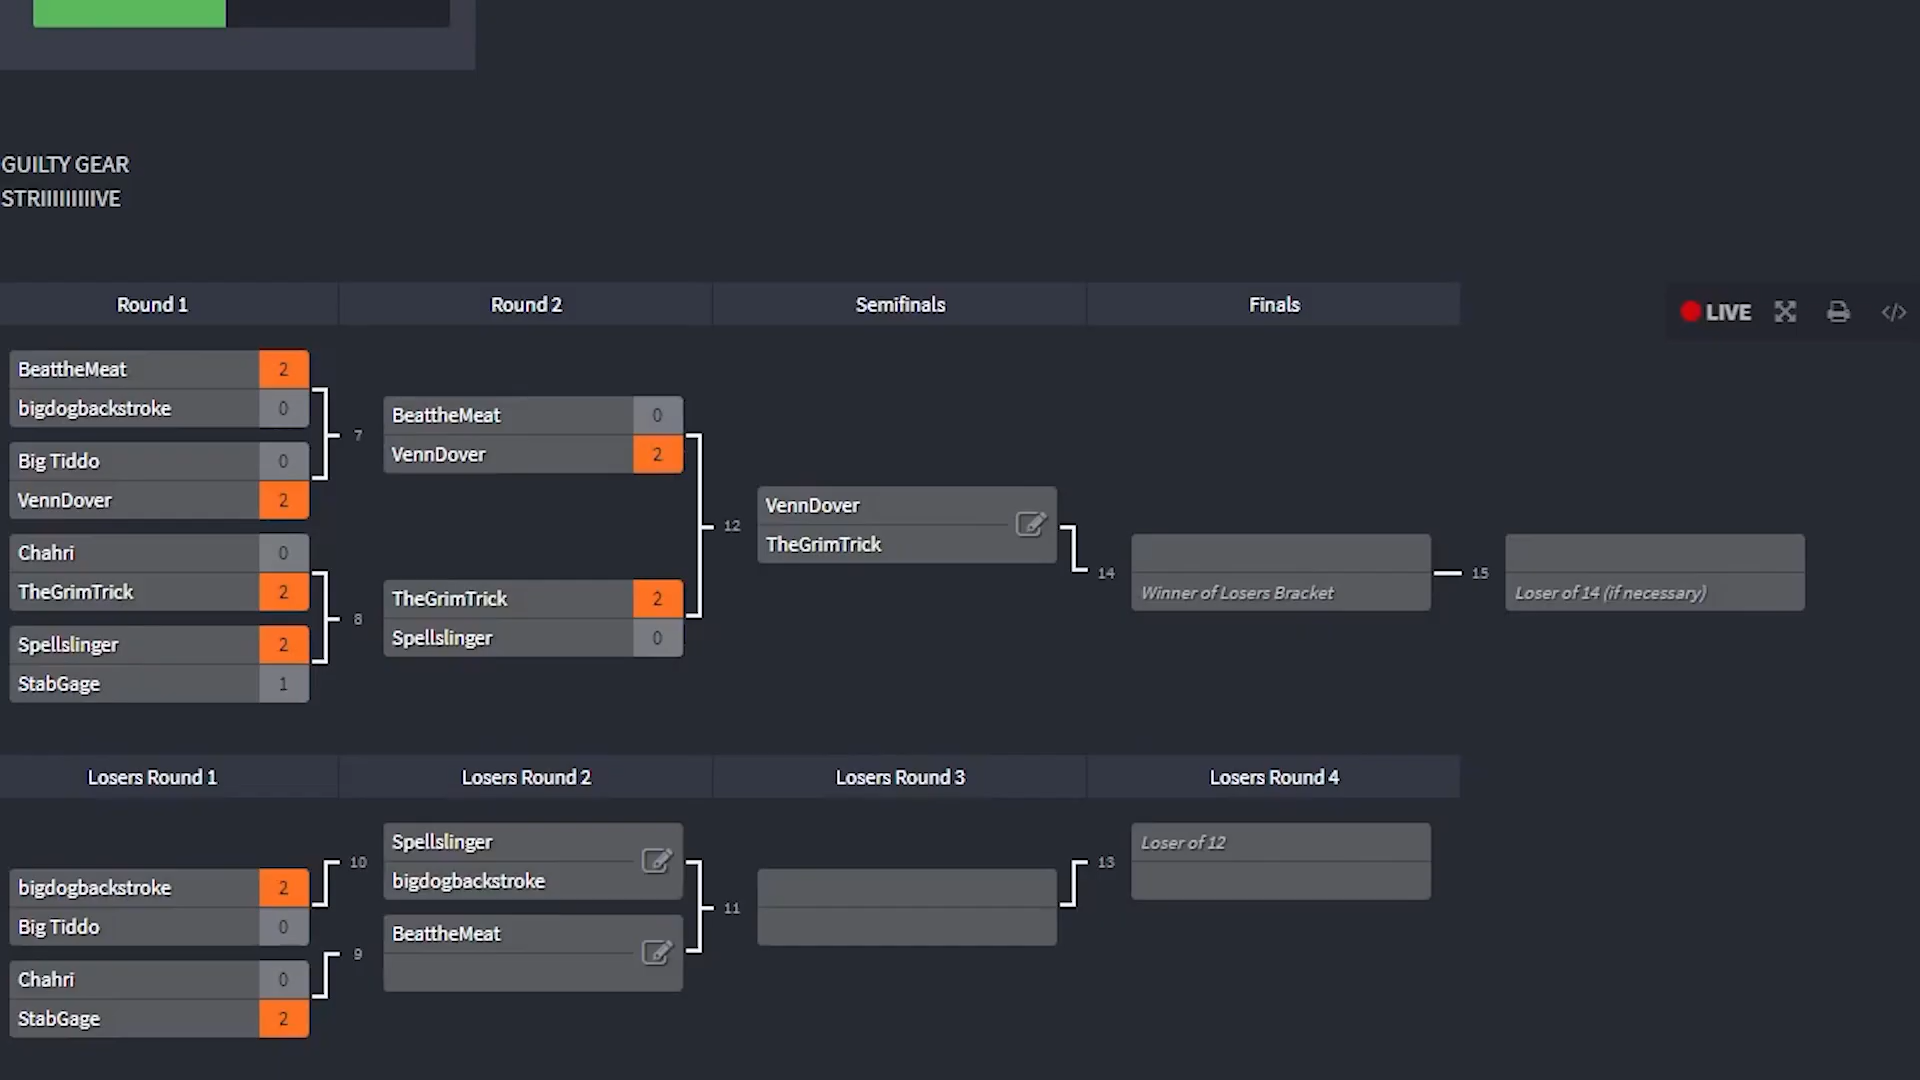 GUILTY GEAR
STRIIIIIIIIIVE
Round 1
Round 2
Semifinals
Finals
LIVE
</>
BeattheMeat 2
bigdogbackstroke 0
Big Tiddo 0
VennDover 2
Chahri 0
TheGrimTrick 2
Spellslinger 2
StabGage 1
7
8
BeattheMeat 0
VennDover 2
TheGrimTrick 2
Spellslinger 0
12
VennDover
TheGrimTrick
14
Winner of Losers Bracket
15
Loser of 14 (if necessary)
Losers Round 1
Losers Round 2
Losers Round 3
Losers Round 4
bigdogbackstroke 2
Big Tiddo 0
Chahri 0
StabGage 2
10
9
Spellslinger
bigdogbackstroke
BeattheMeat
11
13
Loser of 12